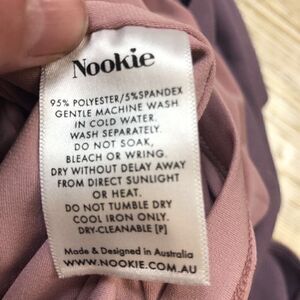 Nookie
95% POLYESTER/5%SPANDEX
GENTLE MACHINE WASH
IN COLD WATER.
WASH SEPARATELY.
DO NOT SOAK,
BLEACH OR WRING.
DRY WITHOUT DELAY AWAY
FROM DIRECT SUNLIGHT
OR HEAT.
DO NOT TUMBLE DRY
COOL IRON ONLY.
DRY-CLEANABLE [P]
Made & Designed in Australia
WWW.NOOKIE.COM.AU